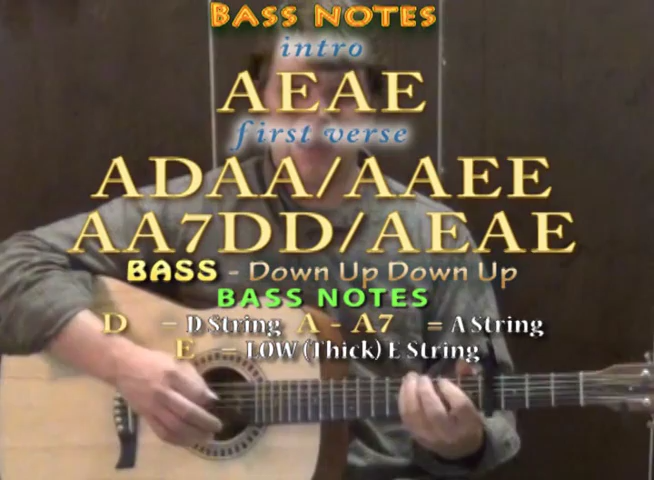 BASS NOTES
intro
AEAE
first verse
ADAA/AAEE
AA7DD/AEAE
BASS - Down Up Down Up
BASS NOTES
D – D String A - A7 = A String
E – LOW (Thick) E String